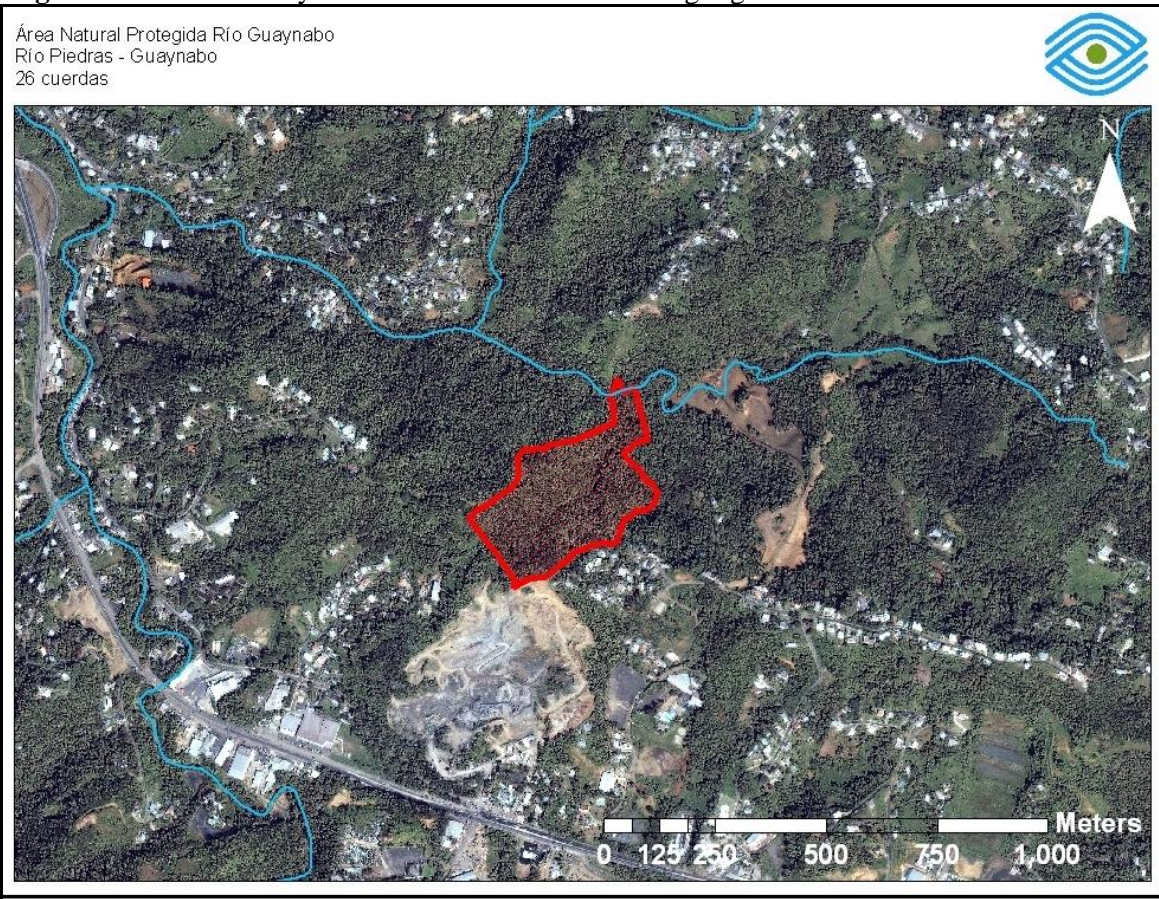 Área Natural Protegida Río Guaynabo
Río Piedras - Guaynabo
26 cuerdas
N
Meters
0 125 250 500 750 1,000